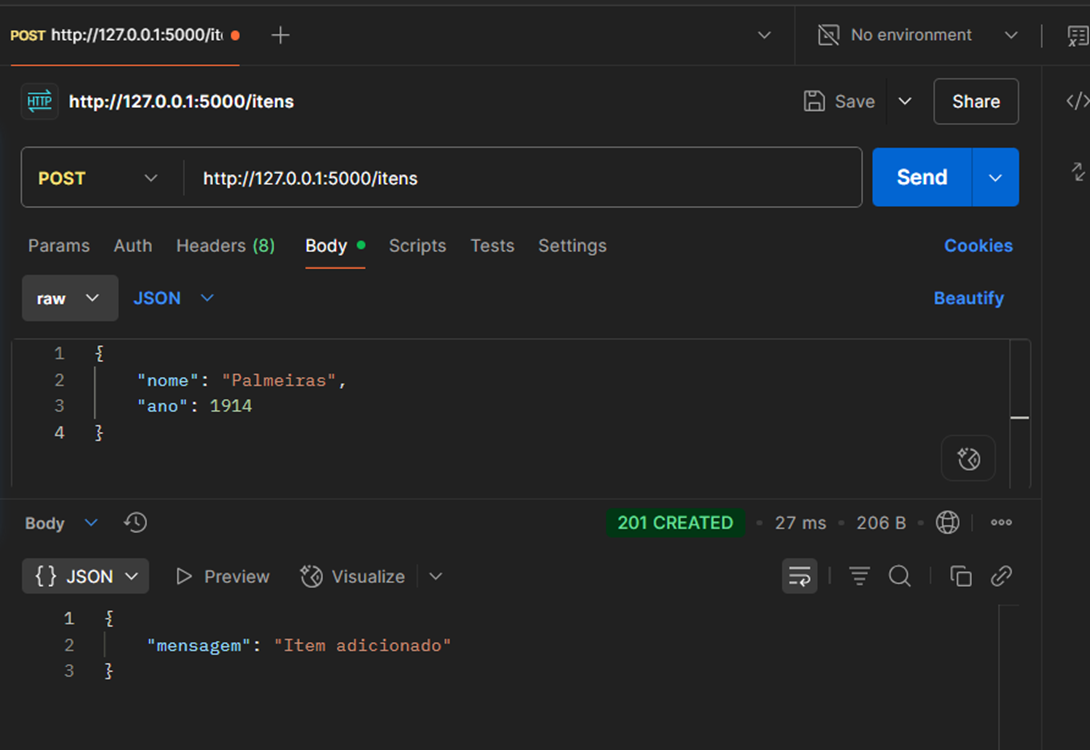 POST http://127.0.0.1:5000/it No environment
HTTP http://127.0.0.1:5000/itens Save Share
POST http://127.0.0.1:5000/itens Send
Params Auth Headers (8) Body Scripts Tests Settings Cookies
raw JSON Beautify
1 {
2 "nome": "Palmeiras",
3 "ano": 1914
4 }
Body 201 CREATED 27 ms 206 B
{} JSON Preview Visualize
1 {
2 "mensagem": "Item adicionado"
3 }